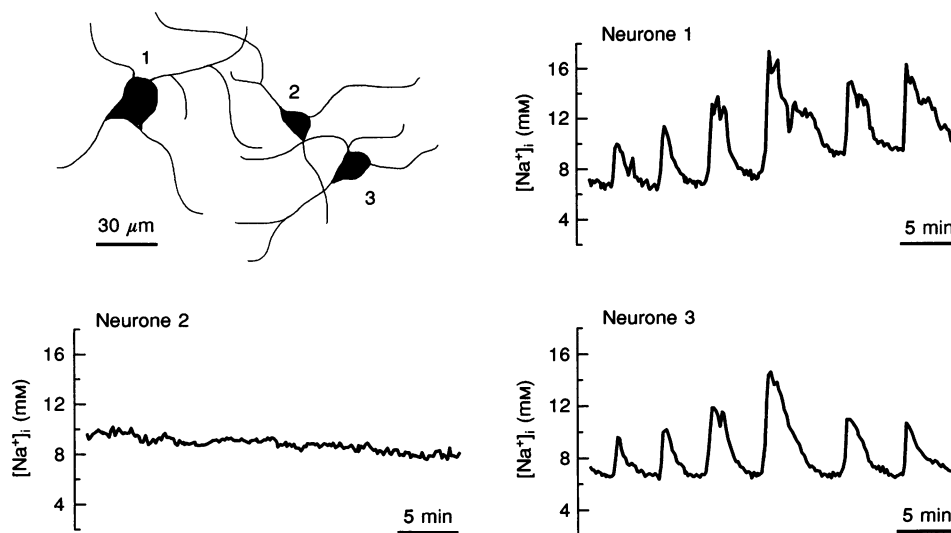 1
2
3
30 µm
Neurone 1
16
12
8
4
[Na⁺]ᵢ (mM)
5 min
Neurone 2
16
12
8
4
[Na⁺]ᵢ (mM)
5 min
Neurone 3
16
12
8
4
[Na⁺]ᵢ (mM)
5 min